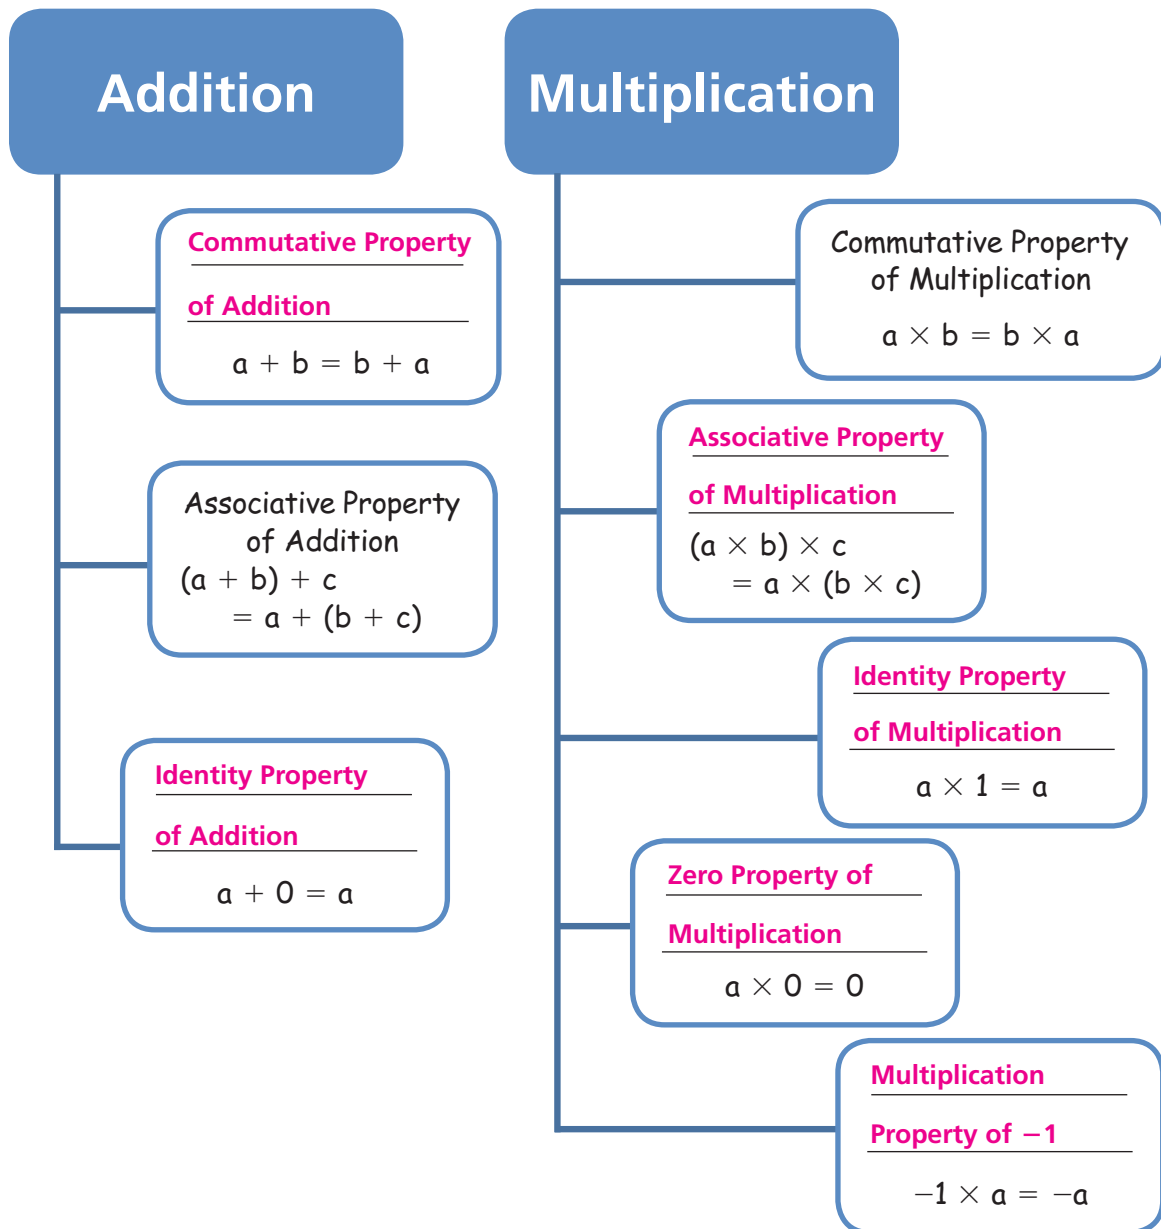 Addition
Commutative Property
of Addition
a + b = b + a
Associative Property
of Addition
(a + b) + c
= a + (b + c)
Identity Property
of Addition
a + 0 = a
Multiplication
Commutative Property
of Multiplication
a × b = b × a
Associative Property
of Multiplication
(a × b) × c
= a × (b × c)
Identity Property
of Multiplication
a × 1 = a
Zero Property of
Multiplication
a × 0 = 0
Multiplication
Property of −1
−1 × a = −a